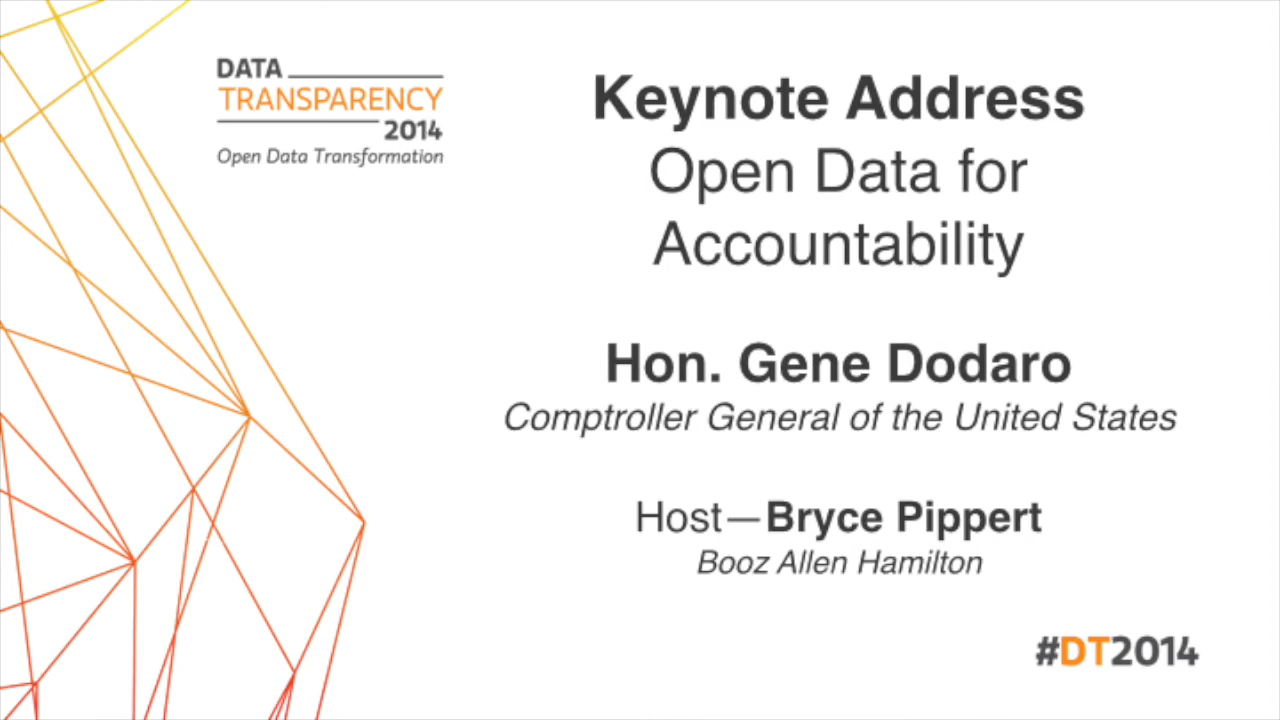 DATA
TRANSPARENCY
2014
Open Data Transformation
Keynote Address
Open Data for
Accountability
Hon. Gene Dodaro
Comptroller General of the United States
Host—Bryce Pippert
Booz Allen Hamilton
#DT2014